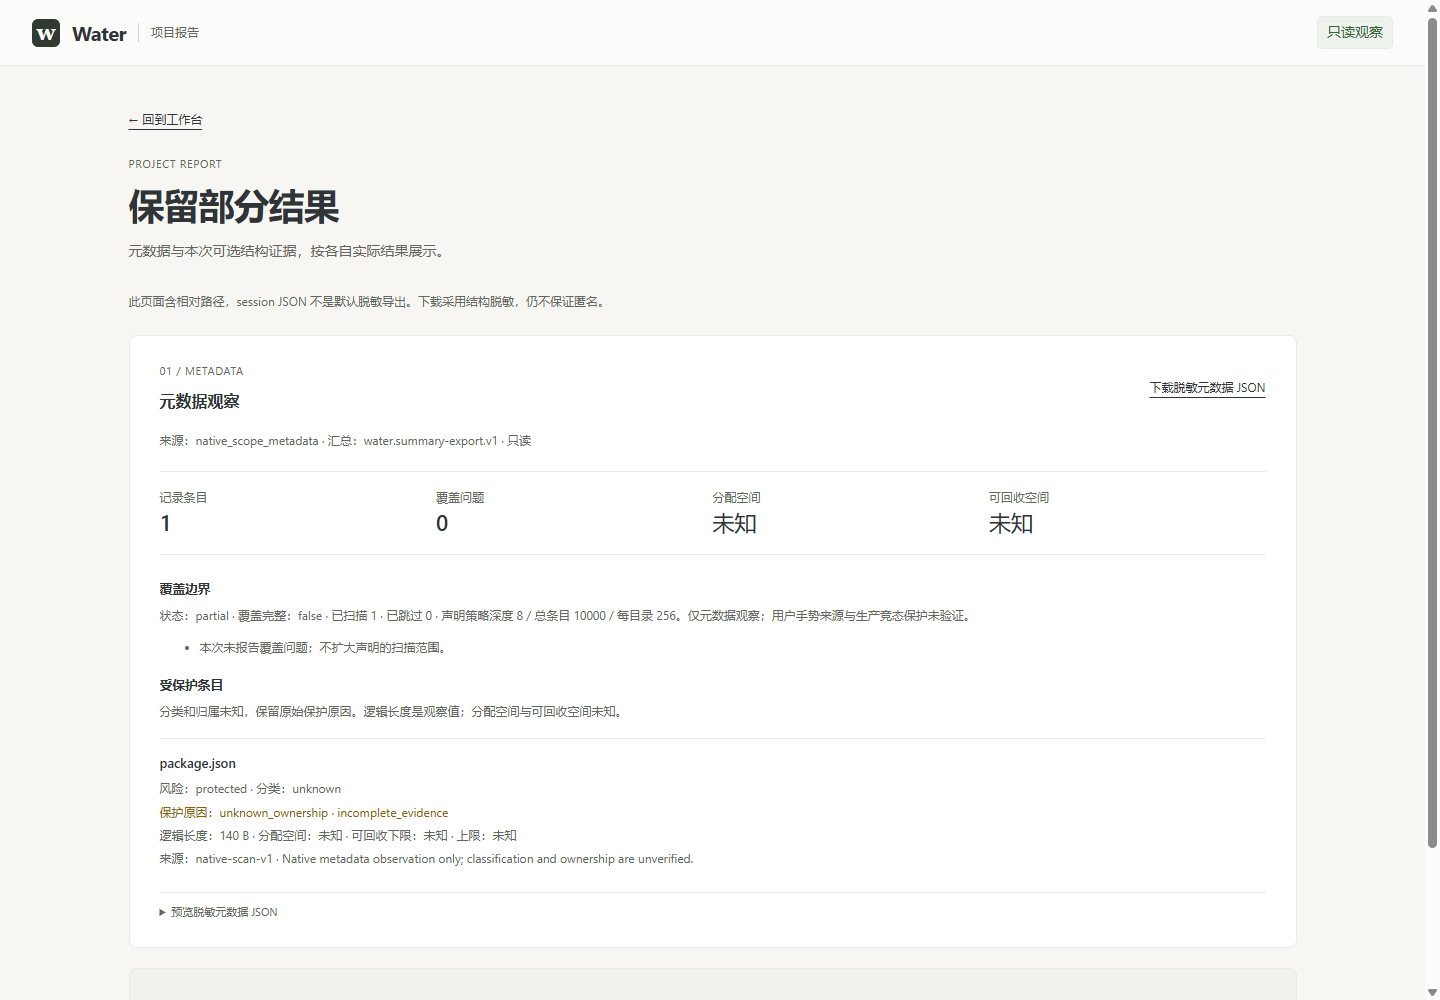 w Water 项目报告 只读观察
← 回到工作台
PROJECT REPORT
保留部分结果
元数据与本次可选结构证据，按各自实际结果展示。
此页面含相对路径，session JSON 不是默认脱敏导出。下载采用结构脱敏，仍不保证匿名。
01 / METADATA
元数据观察
下载脱敏元数据 JSON
来源：native_scope_metadata · 汇总：water.summary-export.v1 · 只读
记录条目 覆盖问题 分配空间 可回收空间
1 0 未知 未知
覆盖边界
状态：partial · 覆盖完整：false · 已扫描 1 · 已跳过 0 · 声明策略深度 8 / 总条目 10000 / 每目录 256。仅元数据观察；用户手势来源与生产竞态保护未验证。
• 本次未报告覆盖问题；不扩大声明的扫描范围。
受保护条目
分类和归属未知，保留原始保护原因。逻辑长度是观察值；分配空间与可回收空间未知。
package.json
风险：protected · 分类：unknown
保护原因：unknown_ownership · incomplete_evidence
逻辑长度：140 B · 分配空间：未知 · 可回收下限：未知 · 上限：未知
来源：native-scan-v1 · Native metadata observation only; classification and ownership are unverified.
▶ 预览脱敏元数据 JSON